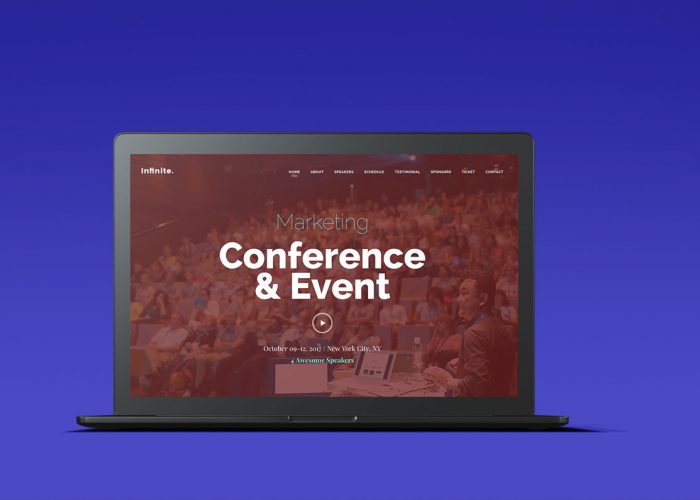 Infinite.
HOME ABOUT SPEAKERS SCHEDULE TESTIMONIAL SPONSORS TICKET CONTACT
Marketing
Conference
& Event
October 09-12, 2017 / New York City, NY
4 Awesome Speakers